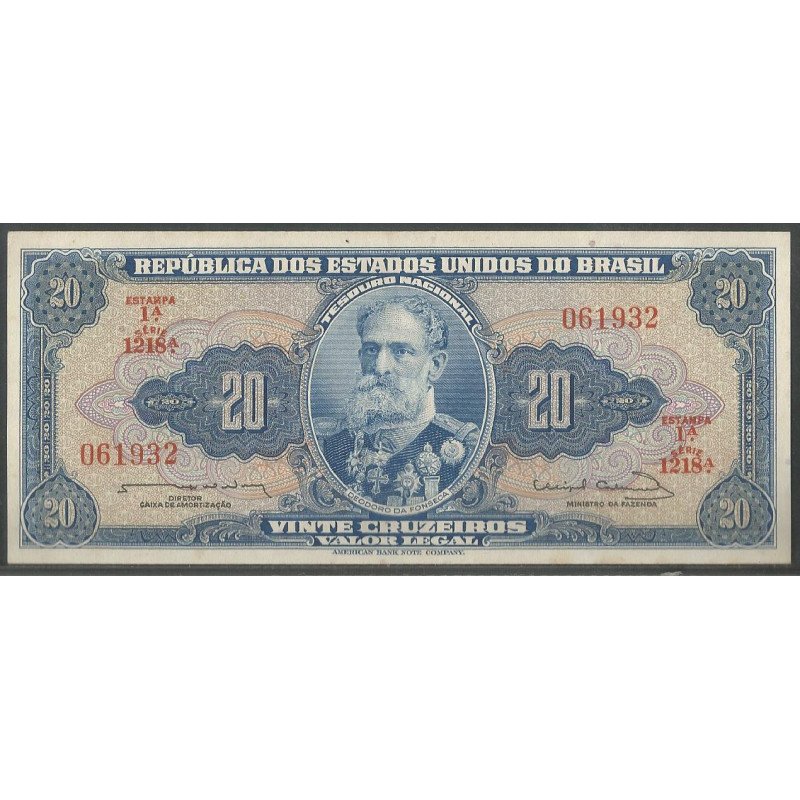 REPÚBLICA DOS ESTADOS UNIDOS DO BRASIL
TESOURO NACIONAL
20
20
ESTAMPA
1ª
SÉRIE
1218ª
061932
20
20
061932
ESTAMPA
1ª
SÉRIE
1218ª
DIRETOR
CAIXA DE AMORTIZAÇÃO
DEODORO DA FONSECA
MINISTRO DA FAZENDA
20
20
VINTE CRUZEIROS
VALOR LEGAL
AMERICAN BANK NOTE COMPANY.